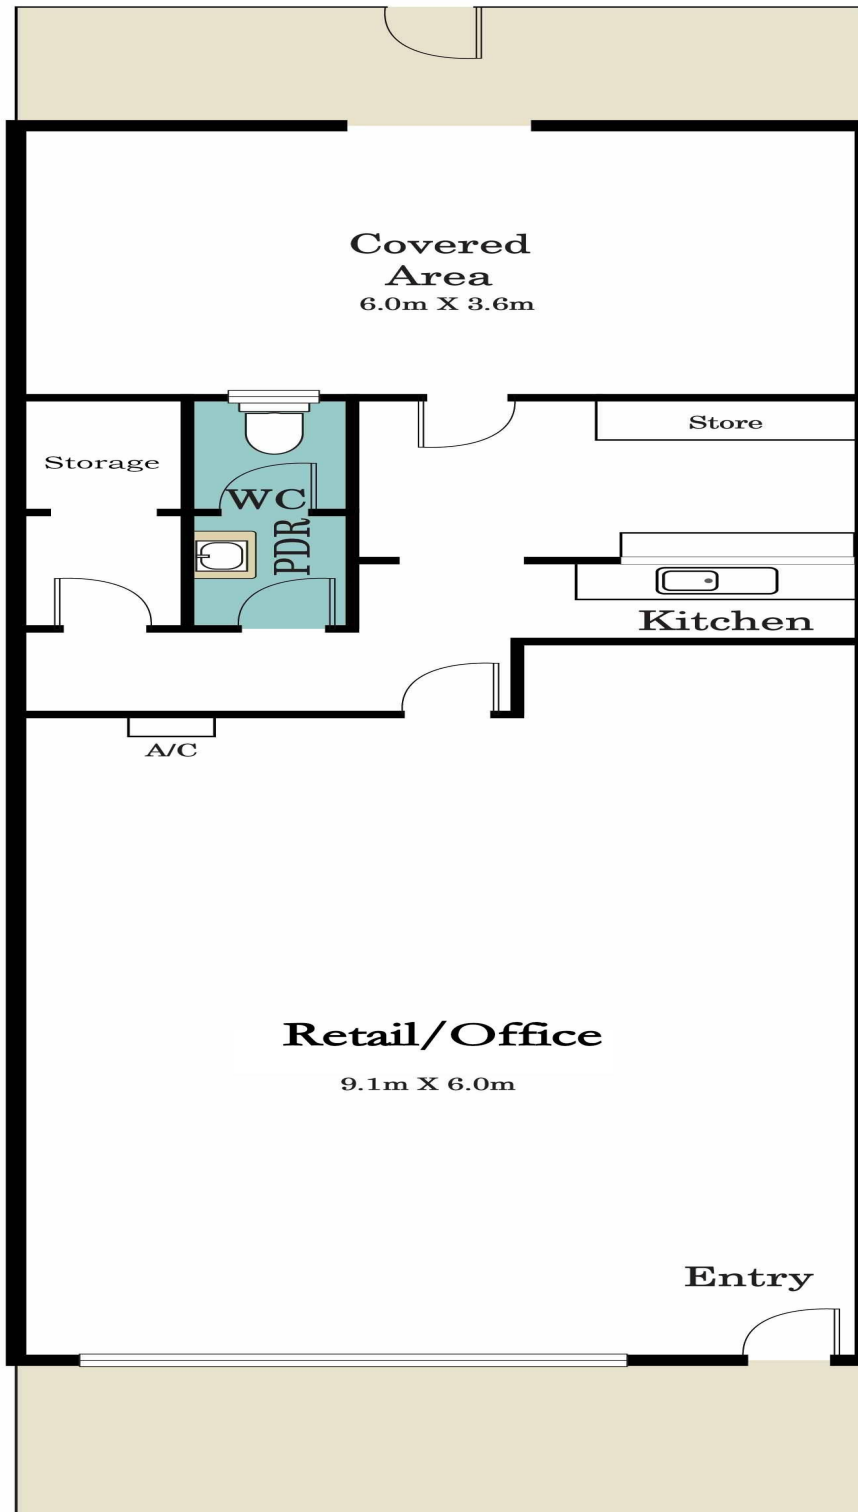 Covered
Area
6.0m X 3.6m
Store
Storage
WC
PDR
Kitchen
A/C
Retail/Office
9.1m X 6.0m
Entry